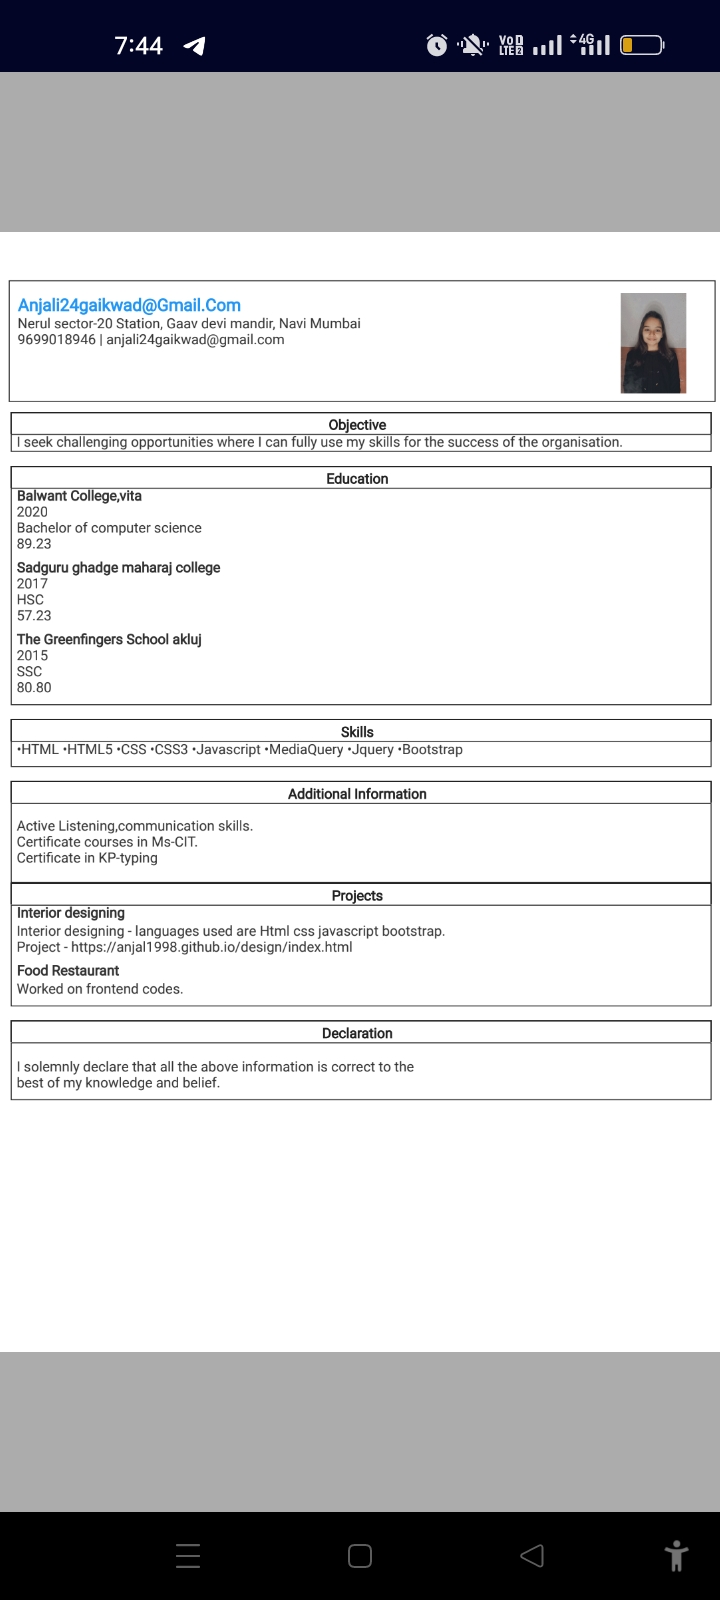 7:44
VoD LTE2 4G
Anjali24gaikwad@Gmail.Com
Nerul sector-20 Station, Gaav devi mandir, Navi Mumbai
9699018946 | anjali24gaikwad@gmail.com
Objective
I seek challenging opportunities where I can fully use my skills for the success of the organisation.
Education
Balwant College,vita
2020
Bachelor of computer science
89.23
Sadguru ghadge maharaj college
2017
HSC
57.23
The Greenfingers School akluj
2015
SSC
80.80
Skills
•HTML •HTML5 •CSS •CSS3 •Javascript •MediaQuery •Jquery •Bootstrap
Additional Information
Active Listening,communication skills.
Certificate courses in Ms-CIT.
Certificate in KP-typing
Projects
Interior designing
Interior designing - languages used are Html css javascript bootstrap.
Project - https://anjal1998.github.io/design/index.html
Food Restaurant
Worked on frontend codes.
Declaration
I solemnly declare that all the above information is correct to the
best of my knowledge and belief.